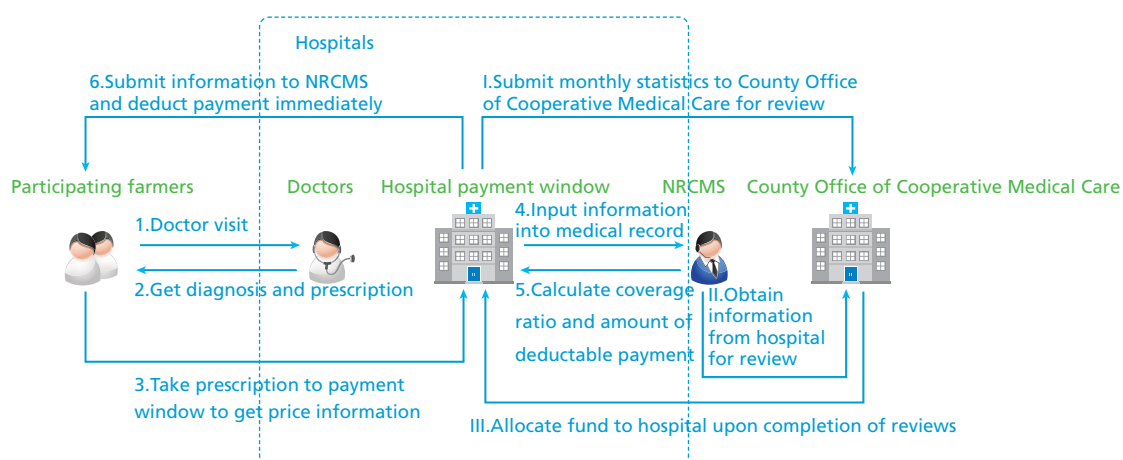 Hospitals
6.Submit information to NRCMS
and deduct payment immediately
I.Submit monthly statistics to County Office
of Cooperative Medical Care for review
Participating farmers
Doctors
Hospital payment window
NRCMS
County Office of Cooperative Medical Care
1.Doctor visit
2.Get diagnosis and prescription
4.Input information
into medical record
5.Calculate coverage
ratio and amount of
deductable payment
II.Obtain
information
from hospital
for review
3.Take prescription to payment
window to get price information
III.Allocate fund to hospital upon completion of reviews